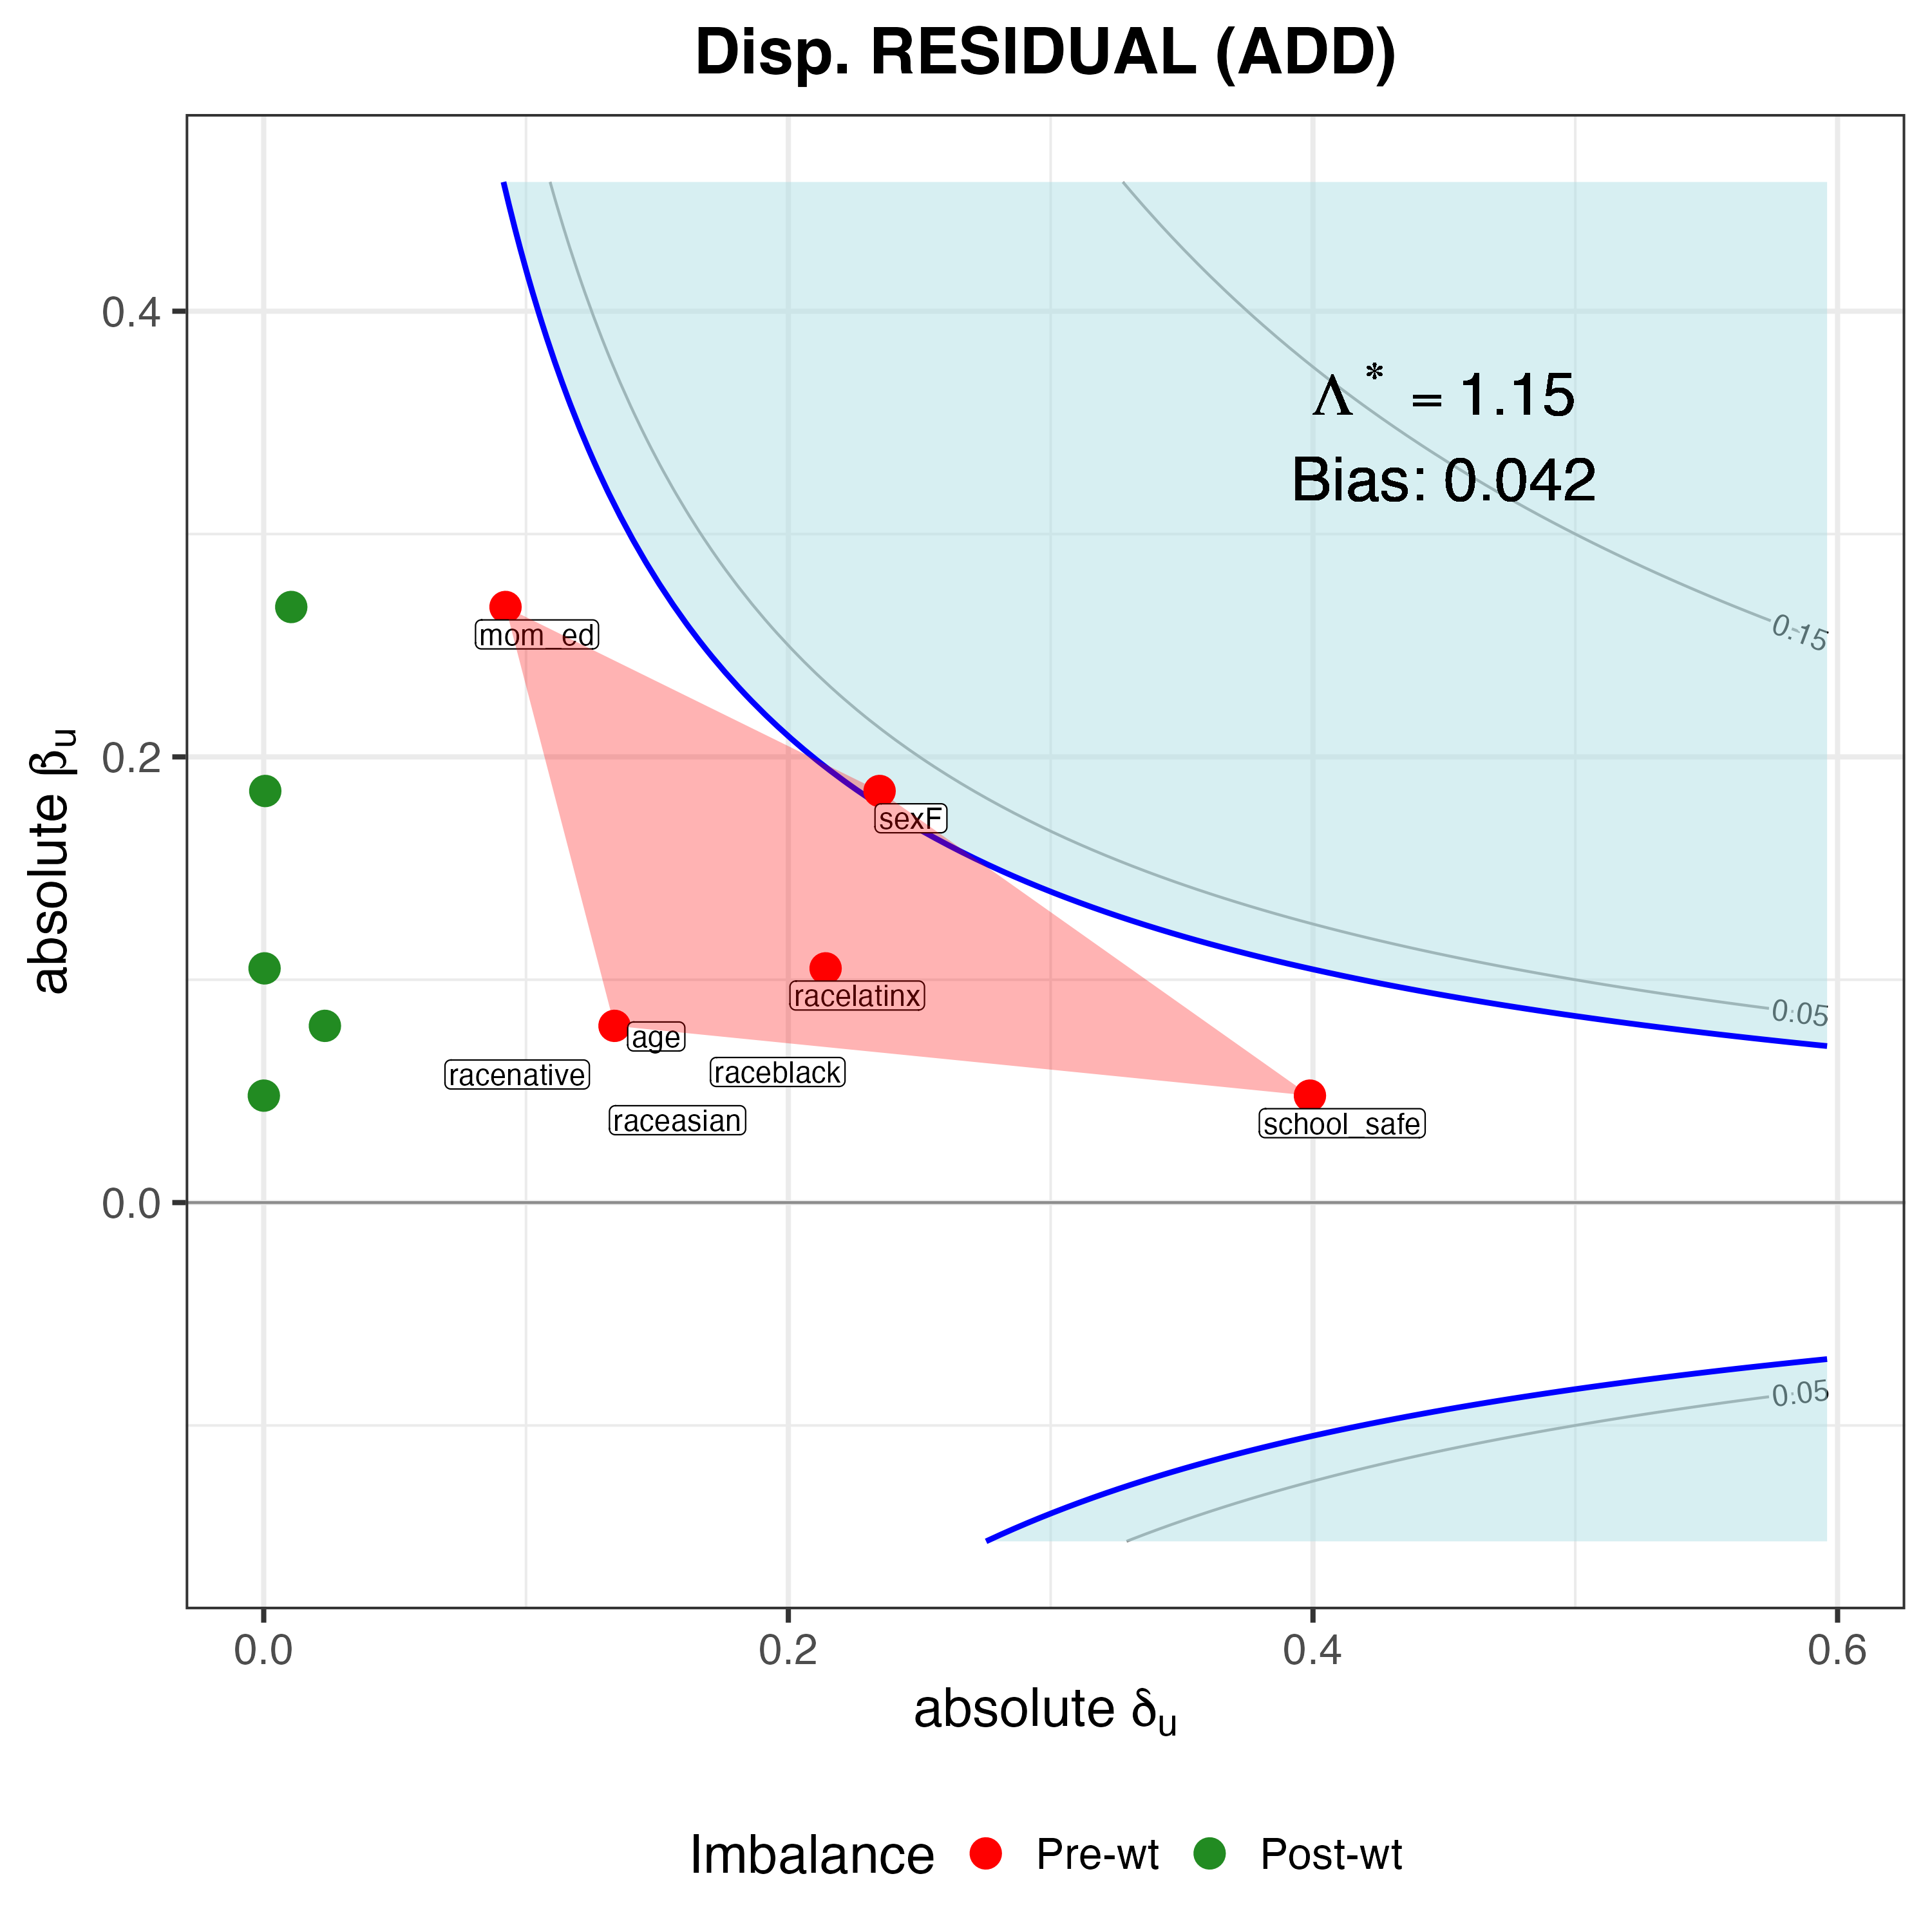 Disp. RESIDUAL (ADD)
absolute βu
0.4
0.2
0.0
Λ* = 1.15
Bias: 0.042
0.15
mom_ed
sexF
racelatinx
0.05
age
racenative
raceblack
raceasian
school_safe
0.05
0.0
0.2
0.4
0.6
absolute δu
Imbalance Pre-wt Post-wt